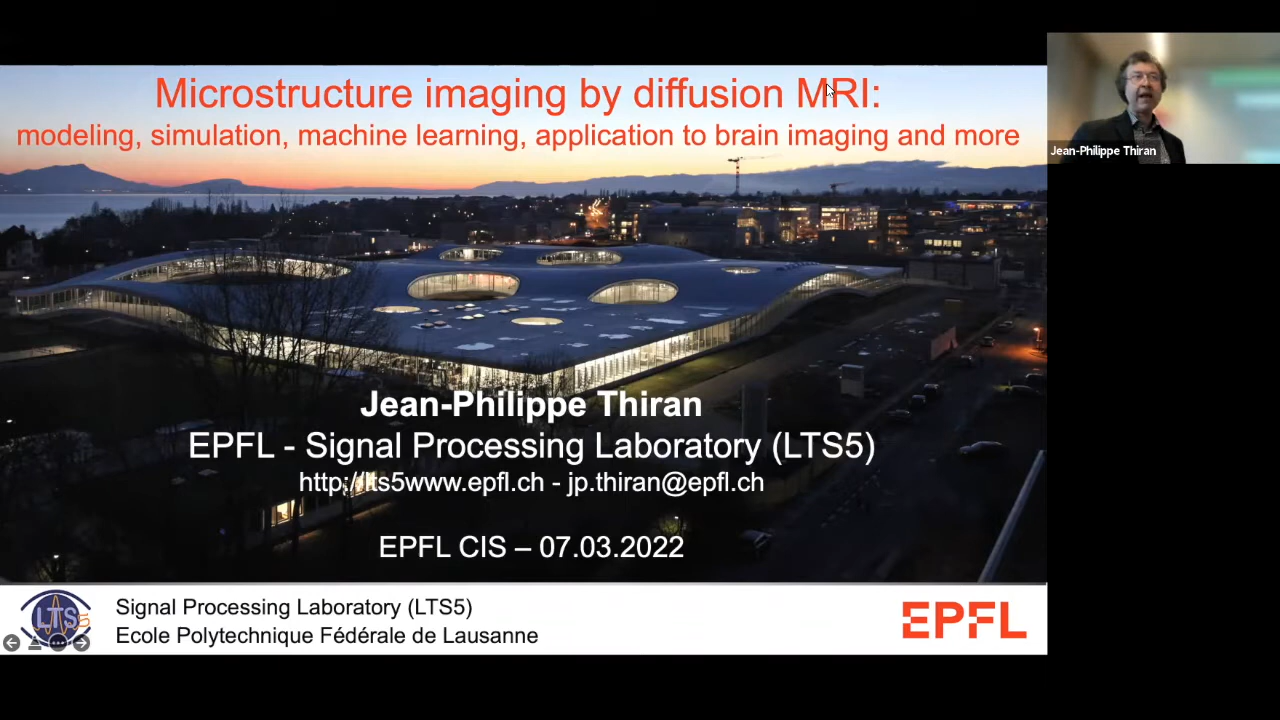 Microstructure imaging by diffusion MRI:
modeling, simulation, machine learning, application to brain imaging and more
Jean-Philippe Thiran
Jean-Philippe Thiran
EPFL - Signal Processing Laboratory (LTS5)
http://lts5www.epfl.ch - jp.thiran@epfl.ch
EPFL CIS – 07.03.2022
LTS5
Signal Processing Laboratory (LTS5)
Ecole Polytechnique Fédérale de Lausanne
EPFL